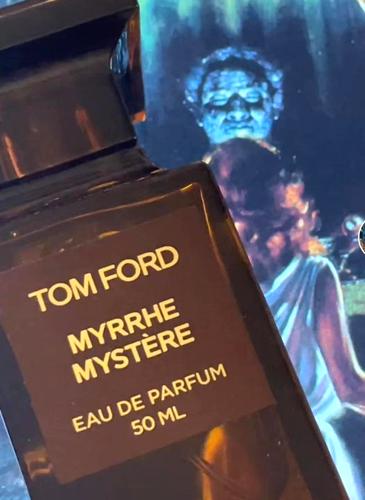 TOM FORD
MYRRHE
MYSTÈRE
EAU DE PARFUM
50 ML